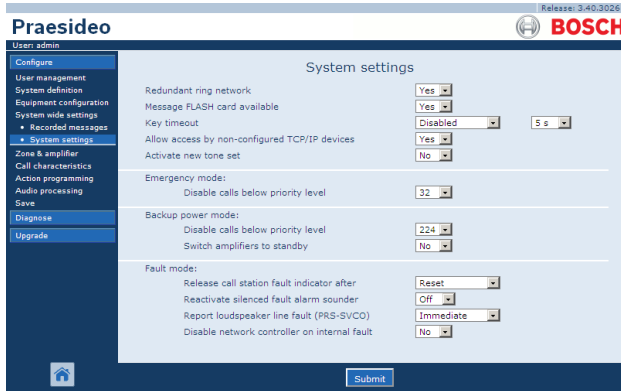 Release: 3.40.3026
Praesideo
BOSCH
User: admin
Configure
User management
System definition
Equipment configuration
System wide settings
• Recorded messages
• System settings
Zone & amplifier
Call characteristics
Action programming
Audio processing
Save
Diagnose
Upgrade
System settings
Redundant ring network Yes
Message FLASH card available Yes
Key timeout Disabled 5 s
Allow access by non-configured TCP/IP devices Yes
Activate new tone set No
Emergency mode:
Disable calls below priority level 32
Backup power mode:
Disable calls below priority level 224
Switch amplifiers to standby No
Fault mode:
Release call station fault indicator after Reset
Reactivate silenced fault alarm sounder Off
Report loudspeaker line fault (PRS-SVCO) Immediate
Disable network controller on internal fault No
Submit